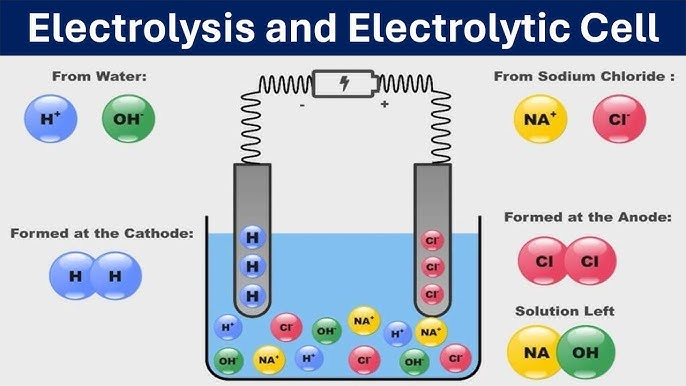 Electrolysis and Electrolytic Cell
From Water:
H+
OH-
-
+
From Sodium Chloride :
NA+
Cl-
Formed at the Cathode:
H H
H
H
H
Cl-
Cl-
Cl-
Formed at the Anode:
Cl Cl
Solution Left
NA OH
H+
Cl-
OH-
NA+
H+
NA+
OH-
NA+
H+
Cl-
OH-
Cl-